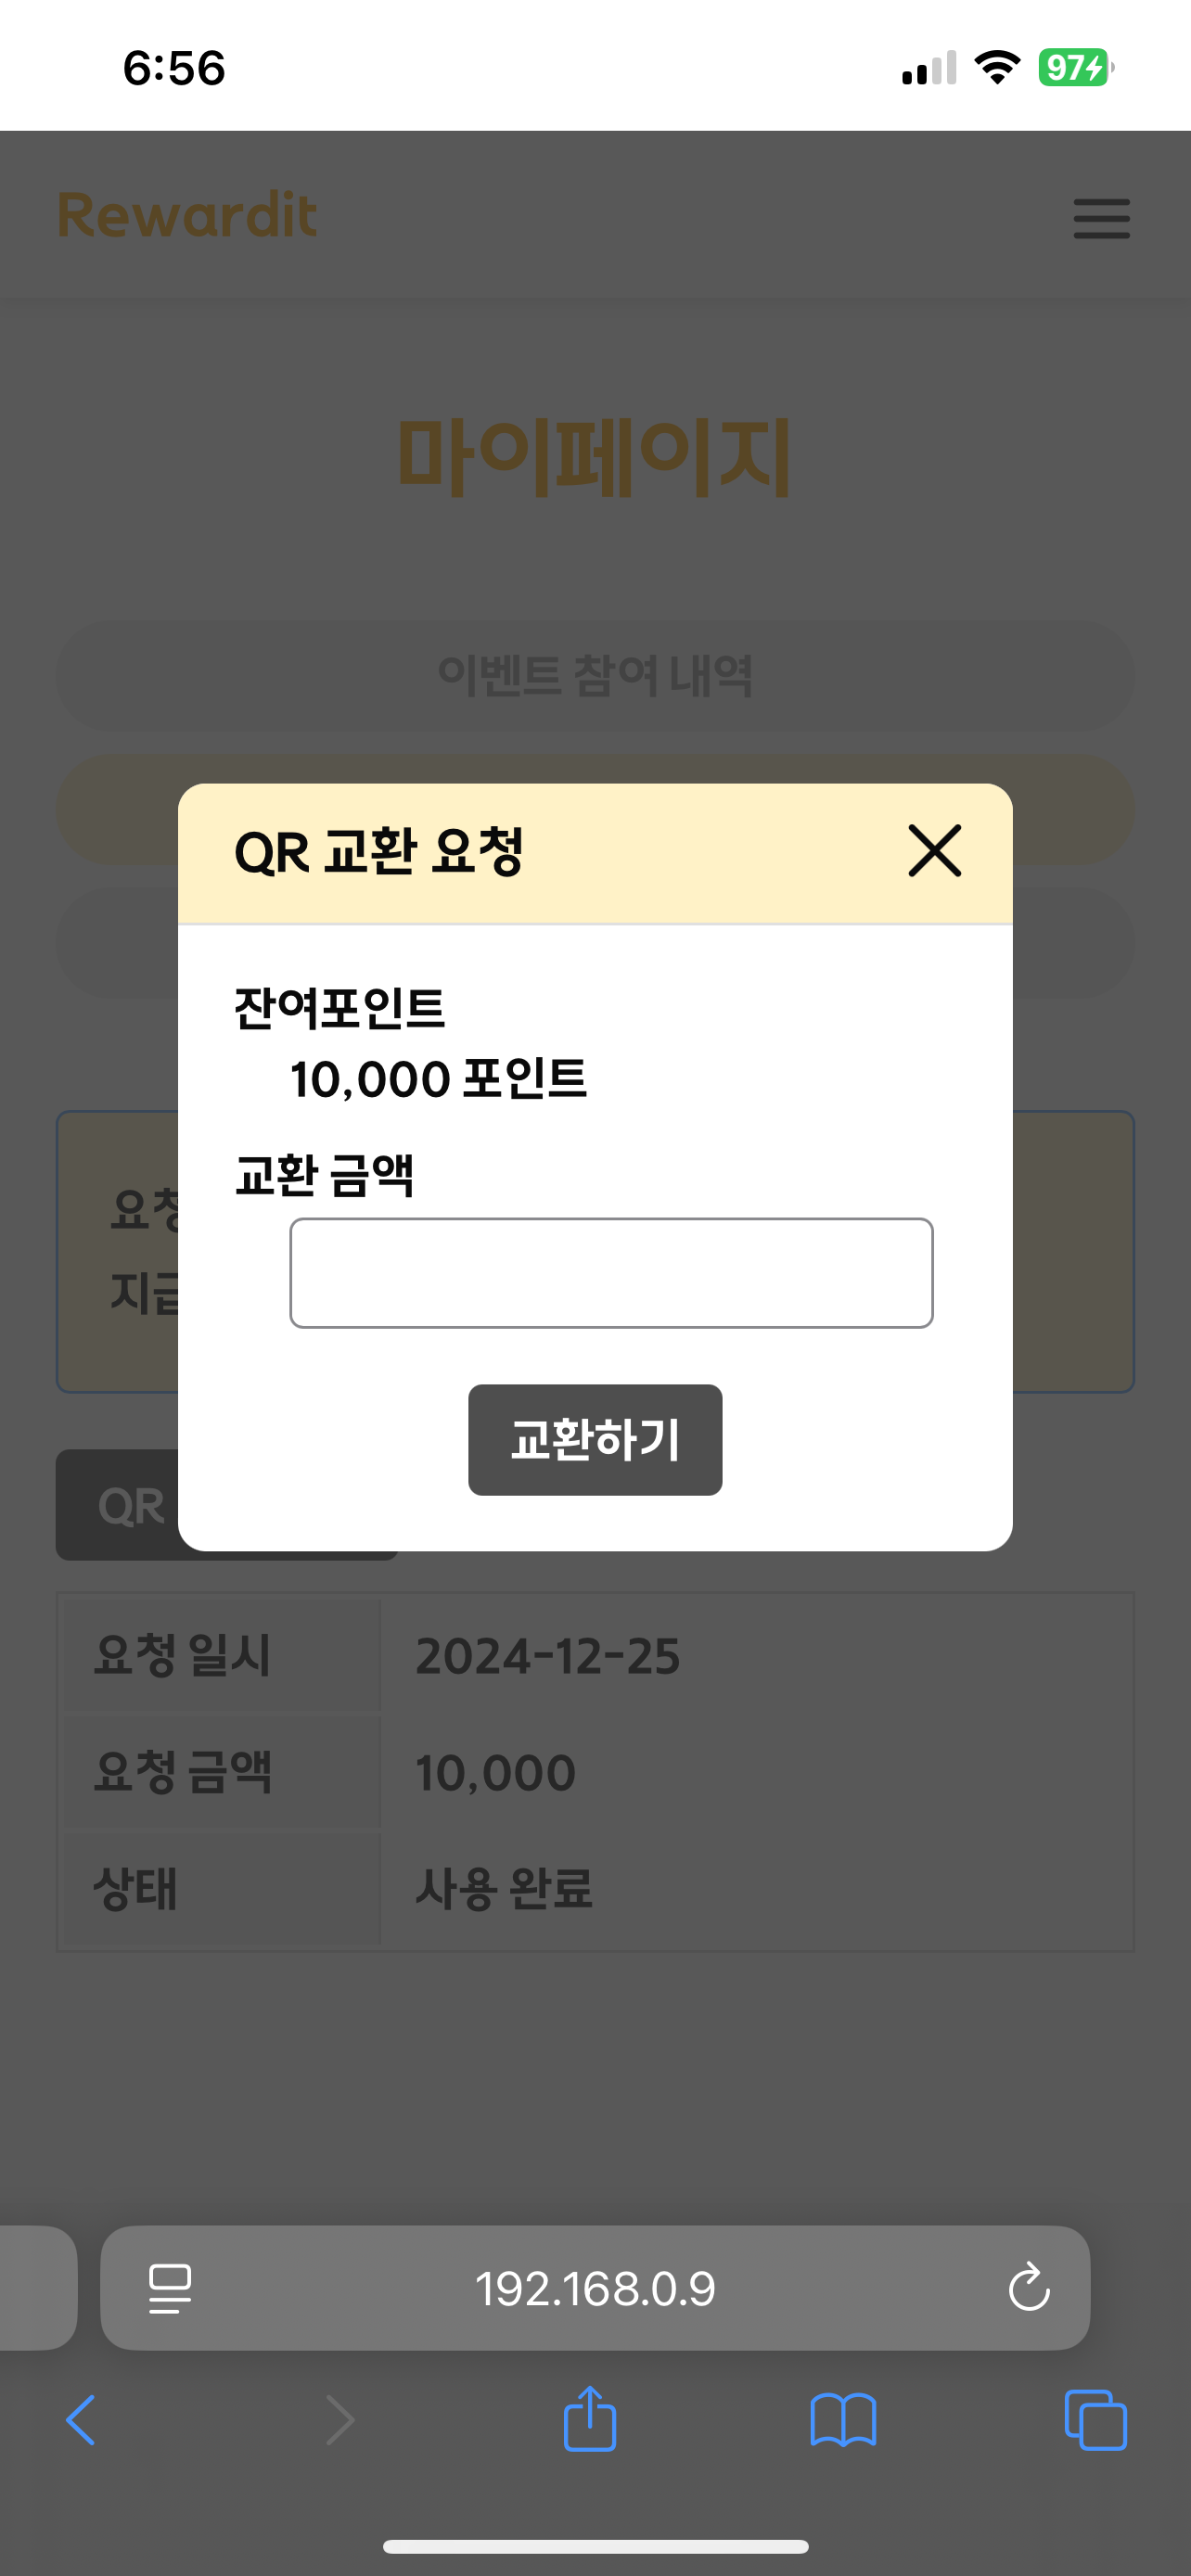 6:56
97
Rewardit
마이페이지
이벤트 참여 내역
QR 교환 요청
잔여포인트
10,000 포인트
교환 금액
요청
지급
교환하기
QR
요청 일시 2024-12-25
요청 금액 10,000
상태 사용 완료
192.168.0.9